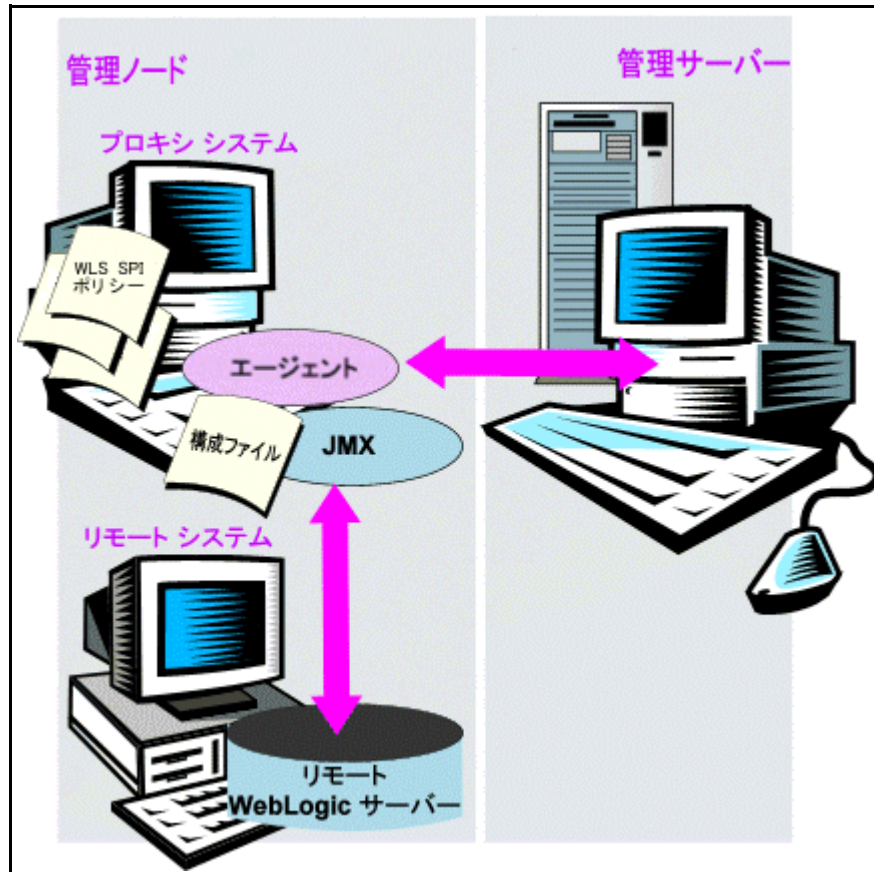 管理ノード
管理サーバー
プロキシ システム
WLS SPI
ポリシー
エージェント
構成ファイル
JMX
リモート システム
リモート
WebLogic サーバー